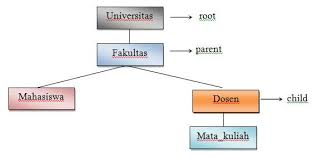 Universitas
root
Fakultas
parent
Mahasiswa
Dosen
child
Mata_kuliah